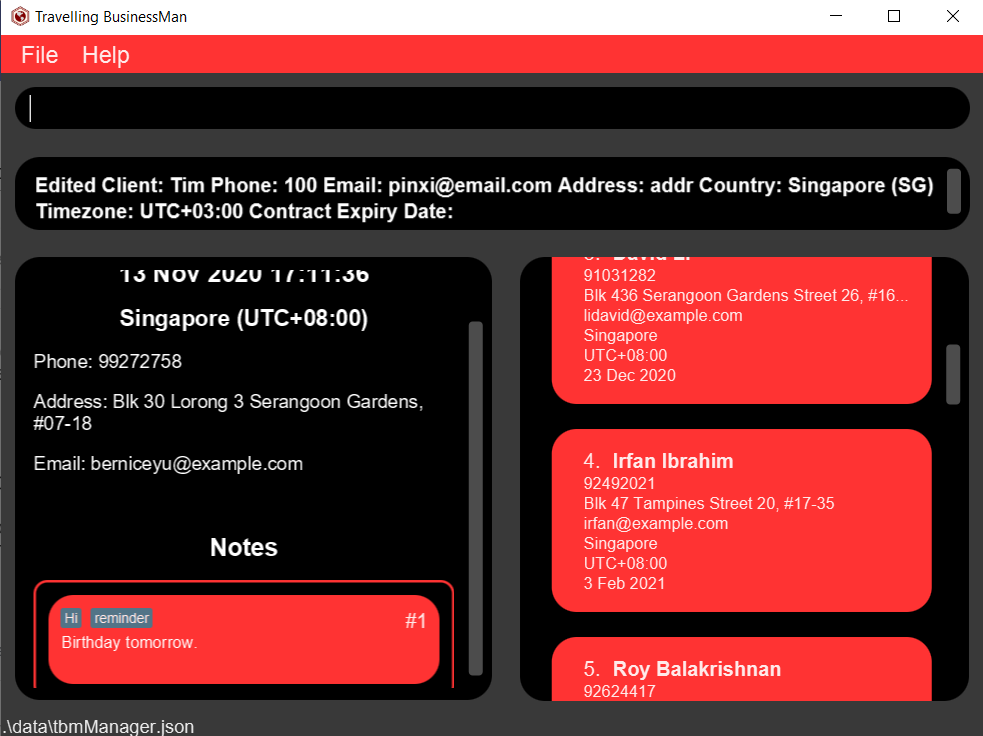 Travelling BusinessMan
File Help
Edited Client: Tim Phone: 100 Email: pinxi@email.com Address: addr Country: Singapore (SG)
Timezone: UTC+03:00 Contract Expiry Date:
13 Nov 2020 17:11:36
Singapore (UTC+08:00)
Phone: 99272758
Address: Blk 30 Lorong 3 Serangoon Gardens,
#07-18
Email: berniceyu@example.com
Notes
Hi reminder #1
Birthday tomorrow.
David Li
91031282
Blk 436 Serangoon Gardens Street 26, #16...
lidavid@example.com
Singapore
UTC+08:00
23 Dec 2020
4. Irfan Ibrahim
92492021
Blk 47 Tampines Street 20, #17-35
irfan@example.com
Singapore
UTC+08:00
3 Feb 2021
5. Roy Balakrishnan
92624417
.\data\tbmManager.json